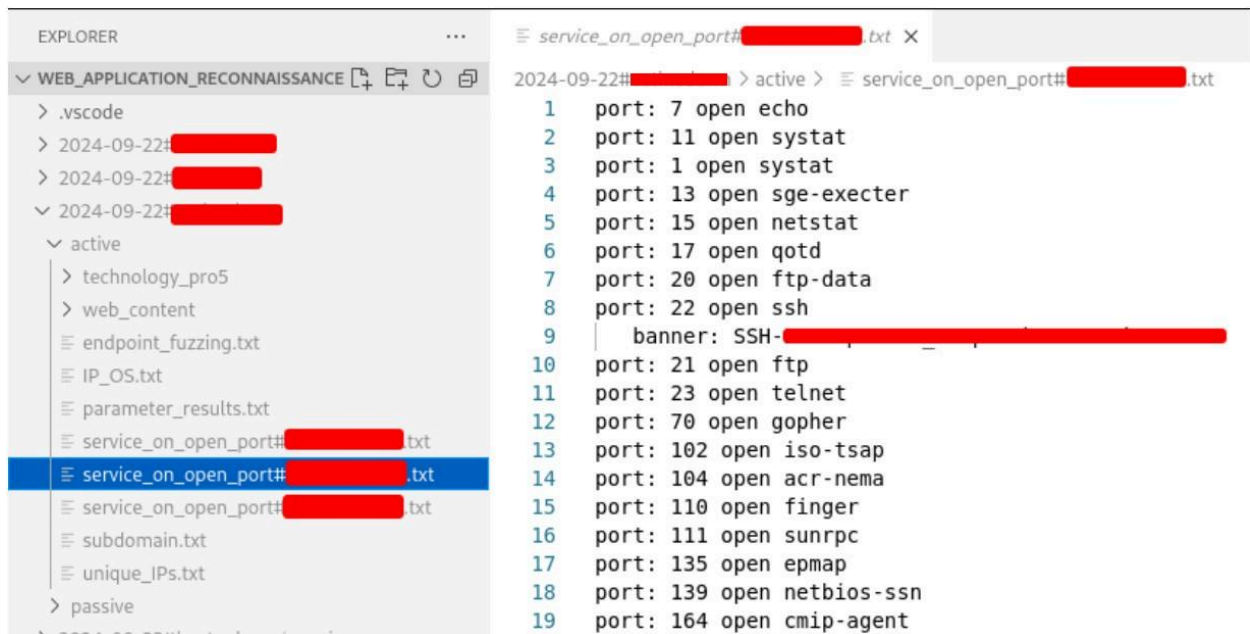 EXPLORER
WEB_APPLICATION_RECONNAISSANCE
.vscode
2024-09-22#
2024-09-22#
2024-09-22#
active
technology_pro5
web_content
endpoint_fuzzing.txt
IP_OS.txt
parameter_results.txt
service_on_open_port# .txt
service_on_open_port# .txt
service_on_open_port# .txt
subdomain.txt
unique_IPs.txt
passive
service_on_open_port# .txt
2024-09-22# > active > service_on_open_port# .txt
1 port: 7 open echo
2 port: 11 open systat
3 port: 1 open systat
4 port: 13 open sge-execter
5 port: 15 open netstat
6 port: 17 open qotd
7 port: 20 open ftp-data
8 port: 22 open ssh
9 banner: SSH-
10 port: 21 open ftp
11 port: 23 open telnet
12 port: 70 open gopher
13 port: 102 open iso-tsap
14 port: 104 open acr-nema
15 port: 110 open finger
16 port: 111 open sunrpc
17 port: 135 open epmap
18 port: 139 open netbios-ssn
19 port: 164 open cmip-agent